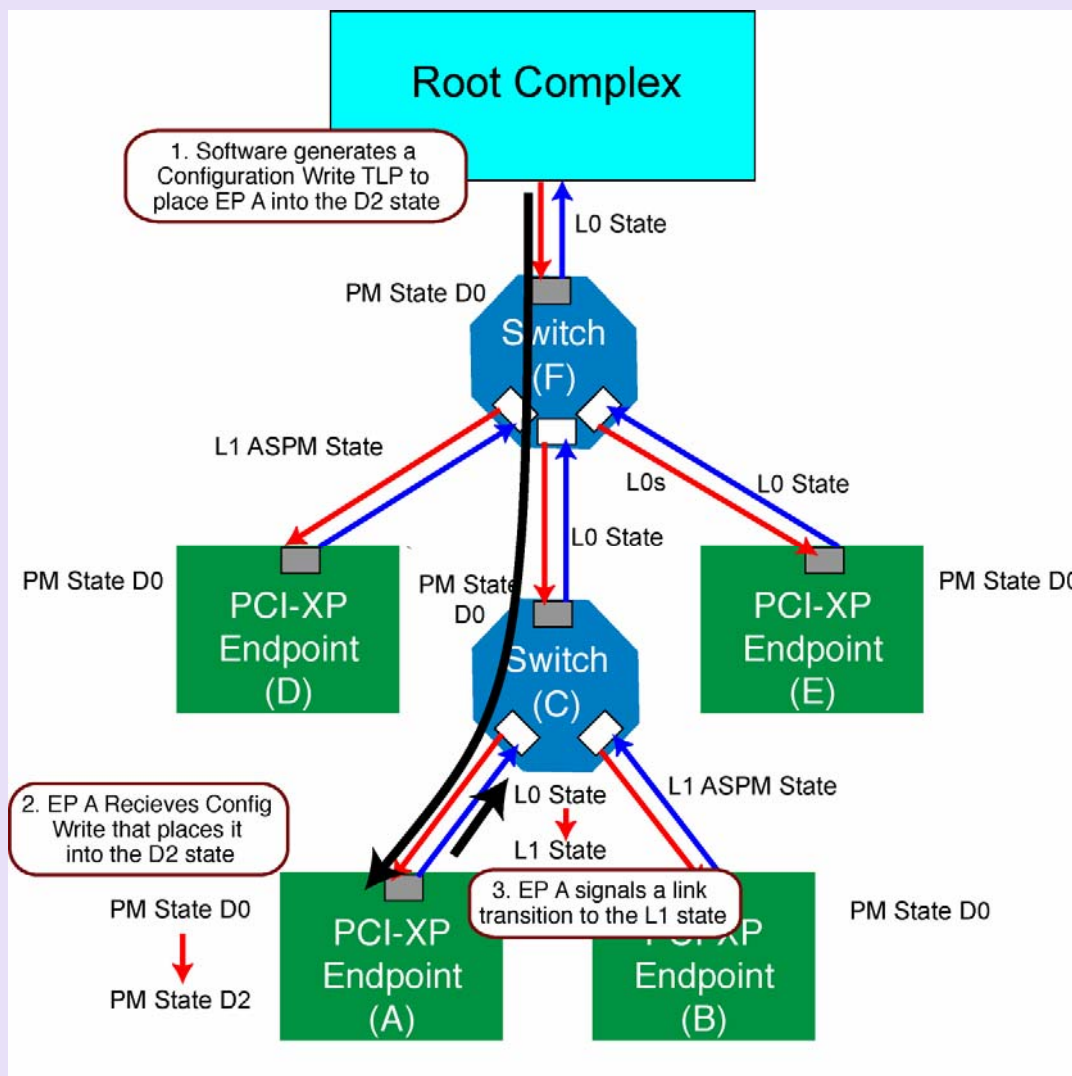 Root Complex
1. Software generates a
Configuration Write TLP to
place EP A into the D2 state
L0 State
PM State D0
Switch
(F)
L1 ASPM State
L0s
L0 State
L0 State
PM State D0
PCI-XP
Endpoint
(D)
PM State
D0
PCI-XP
Endpoint
(E)
PM State D0
Switch
(C)
2. EP A Recieves Config
Write that places it
into the D2 state
L0 State
L1 State
L1 ASPM State
3. EP A signals a link
transition to the L1 state
PM State D0
PM State D2
PCI-XP
Endpoint
(A)
PCI-XP
Endpoint
(B)
PM State D0